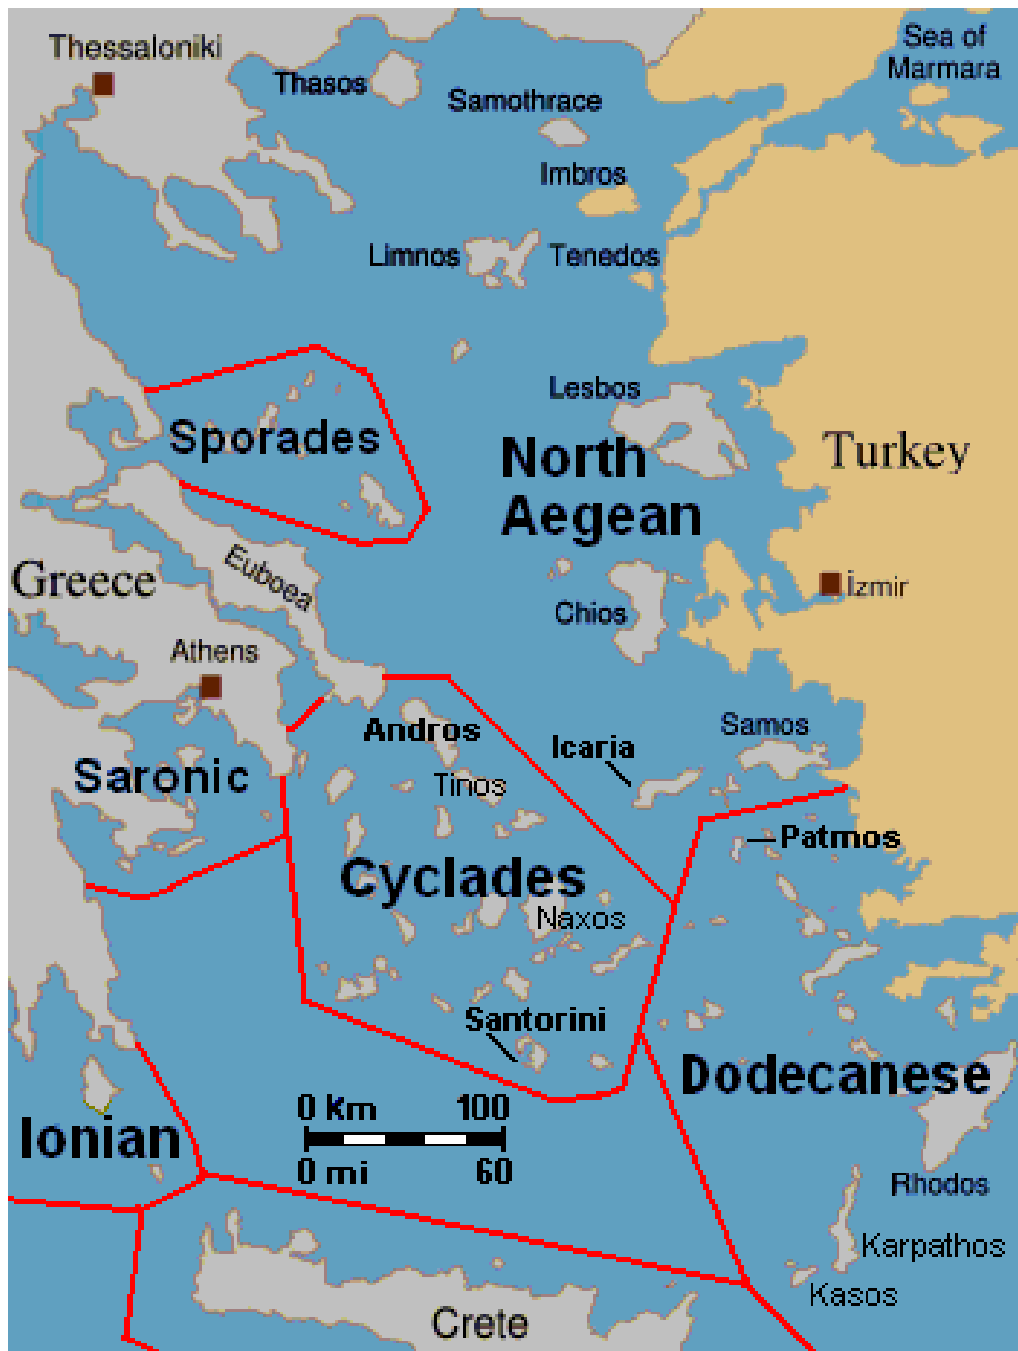 Thessaloniki
Thasos
Samothrace
Sea of
Marmara
Imbros
Limnos
Tenedos
Lesbos
Sporades
North
Aegean
Turkey
Greece
Euboea
İzmir
Chios
Athens
Andros
Icaria
Samos
Saronic
Tinos
Patmos
Cyclades
Naxos
Santorini
Dodecanese
0 Km 100
0 mi 60
Ionian
Rhodos
Karpathos
Kasos
Crete